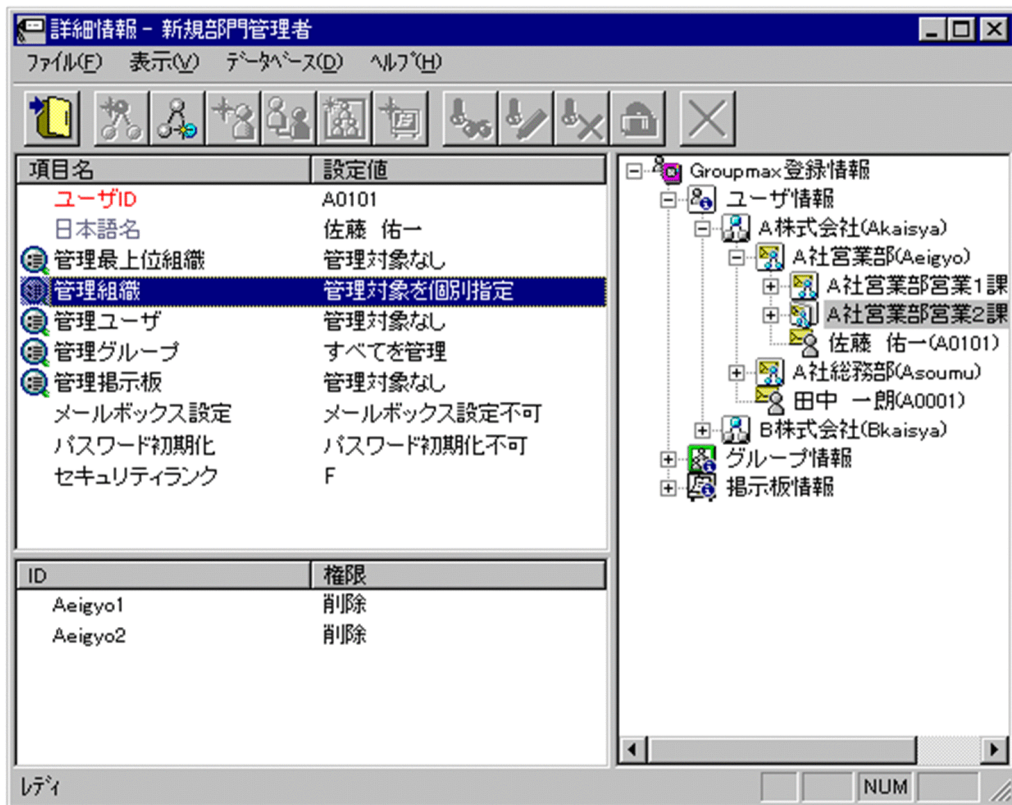 詳細情報 - 新規部門管理者
ファイル(F) 表示(V) データベース(D) ヘルプ(H)
項目名 設定値
ユーザID A0101
日本語名 佐藤 佑一
管理最上位組織 管理対象なし
管理組織 管理対象を個別指定
管理ユーザ 管理対象なし
管理グループ すべてを管理
管理掲示板 管理対象なし
メールボックス設定 メールボックス設定不可
パスワード初期化 パスワード初期化不可
セキュリティランク F
ID 権限
Aeigyo1 削除
Aeigyo2 削除
Groupmax登録情報
ユーザ情報
A株式会社(Akaisya)
A社営業部(Aeigyo)
A社営業部営業1課
A社営業部営業2課
佐藤 佑一(A0101)
A社総務部(Asoumu)
田中 一朗(A0001)
B株式会社(Bkaisya)
グループ情報
掲示板情報
レディ NUM